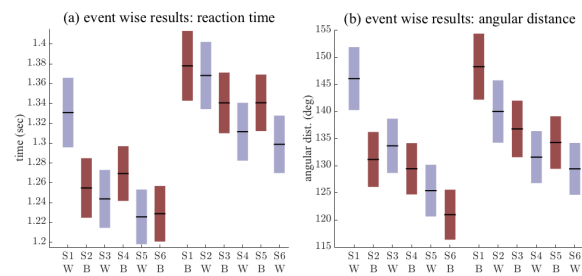 (a) event wise results: reaction time
time (sec)
1.4
1.38
1.36
1.34
1.32
1.3
1.28
1.26
1.24
1.22
1.2
S1 S2 S3 S4 S5 S6 S1 S2 S3 S4 S5 S6
W B W B W B B W B W B W
(b) event wise results: angular distance
angular dist. (deg)
155
150
145
140
135
130
125
120
115
S1 S2 S3 S4 S5 S6 S1 S2 S3 S4 S5 S6
W B W B W B B W B W B W